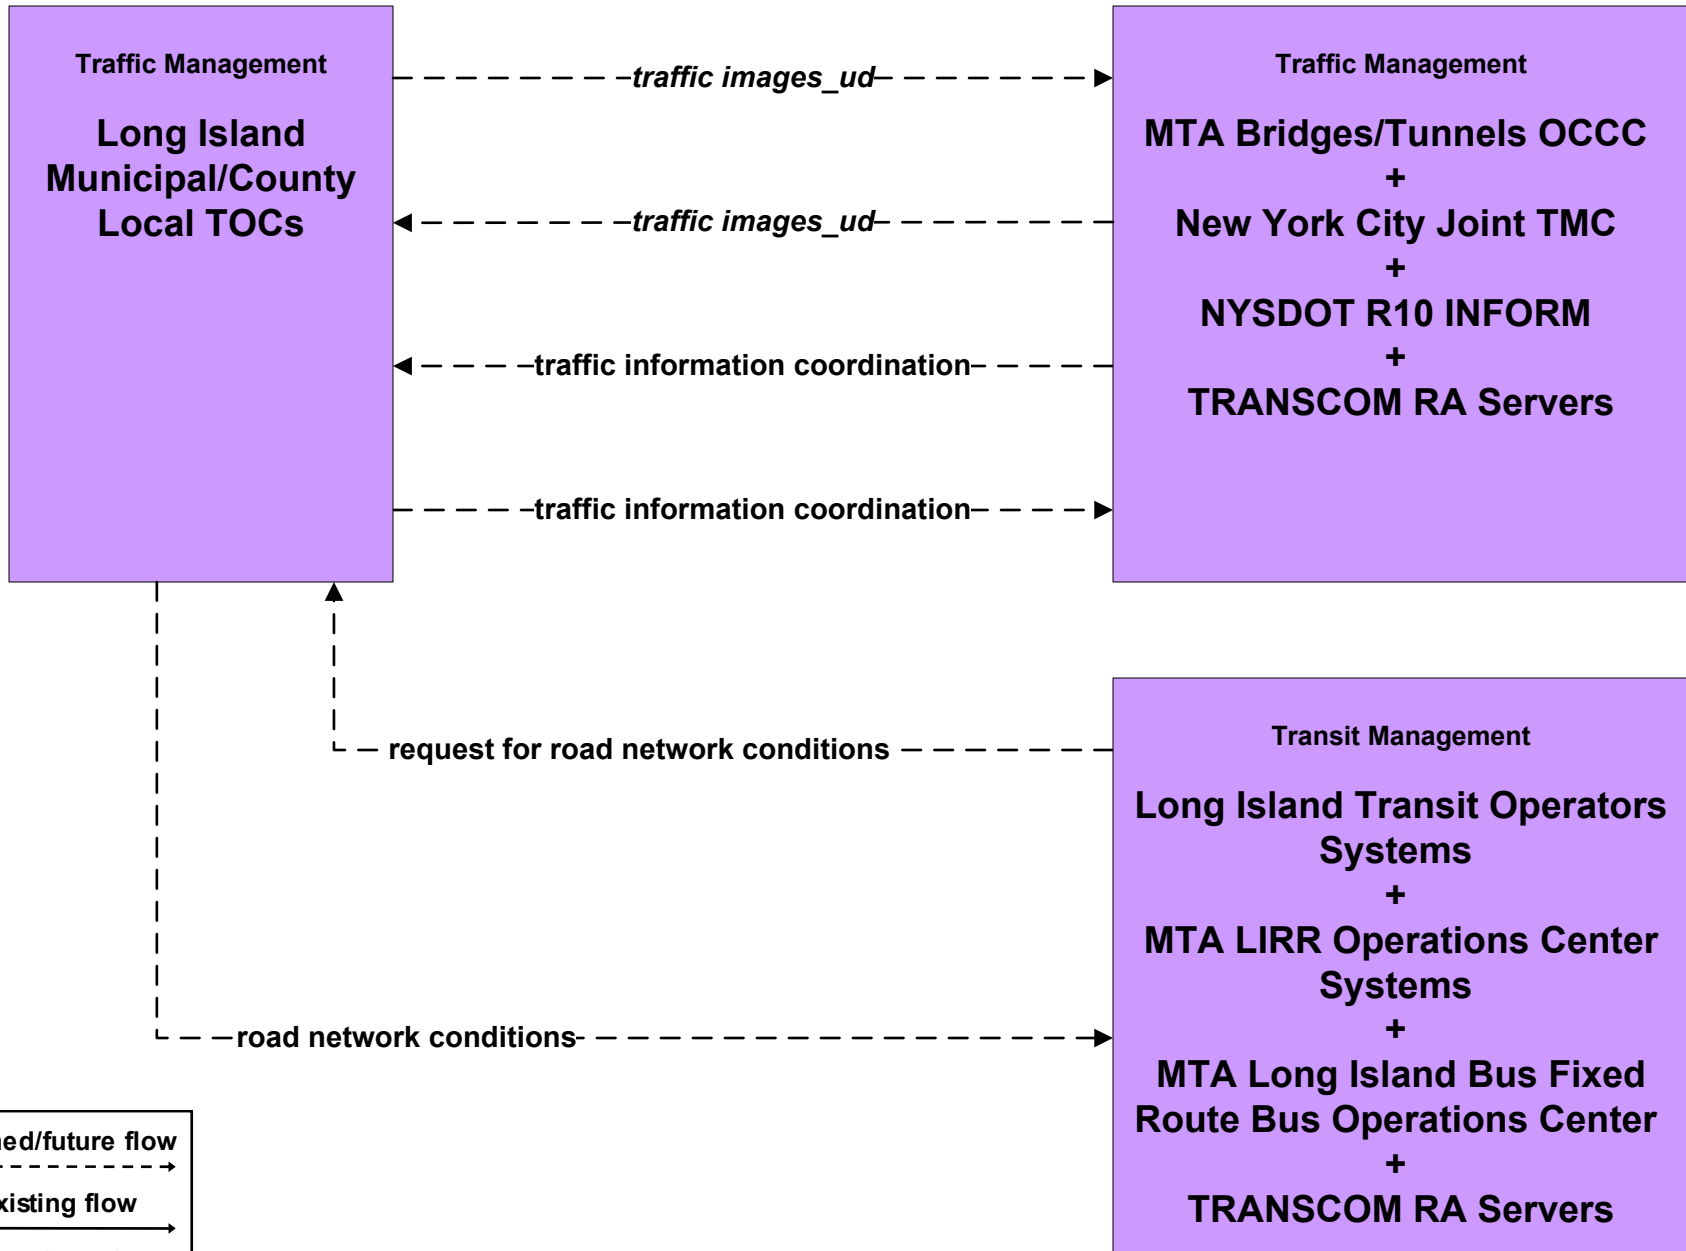 Traffic Management
Long Island
Municipal/County
Local TOCs
traffic images_ud
traffic images_ud
traffic information coordination
traffic information coordination
Traffic Management
MTA Bridges/Tunnels OCCC
+
New York City Joint TMC
+
NYSDOT R10 INFORM
+
TRANSCOM RA Servers
request for road network conditions
road network conditions
Transit Management
Long Island Transit Operators
Systems
+
MTA LIRR Operations Center
Systems
+
MTA Long Island Bus Fixed
Route Bus Operations Center
+
TRANSCOM RA Servers
ned/future flow
xisting flow